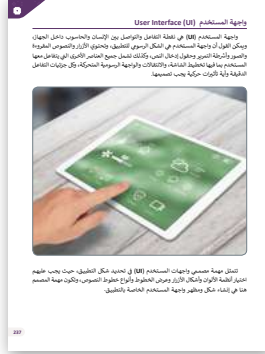 واجهة المستخدم User Interface (UI)
واجهة المستخدم (UI) هي نقطة التفاعل والتواصل بين الإنسان والحاسوب داخل الجهاز،
ويمكن القول أن واجهة المستخدم هي الشكل الرسومي للتطبيق، وتحتوي الأزرار والنصوص المقروءة
والصور وأشرطة التمرير وحقول إدخال النص، وكذلك تشمل جميع العناصر الأخرى التي يتفاعل معها
المستخدم بما فيها تخطيط الشاشة، والانتقالات والواجهة الرسومية المتحركة، وكل جزئيات التفاعل
الدقيقة وأية تأثيرات حركية يجب تصميمها.
تتمثل مهمة مصممي واجهات المستخدم (UI) في تحديد شكل التطبيق، حيث يجب عليهم
اختيار أنظمة الألوان وأشكال الأزرار وعرض الخطوط وأنواع خطوط النصوص، وتكون مهمة المصمم
هنا هي إنشاء شكل ومظهر واجهة المستخدم الخاصة بالتطبيق.
237